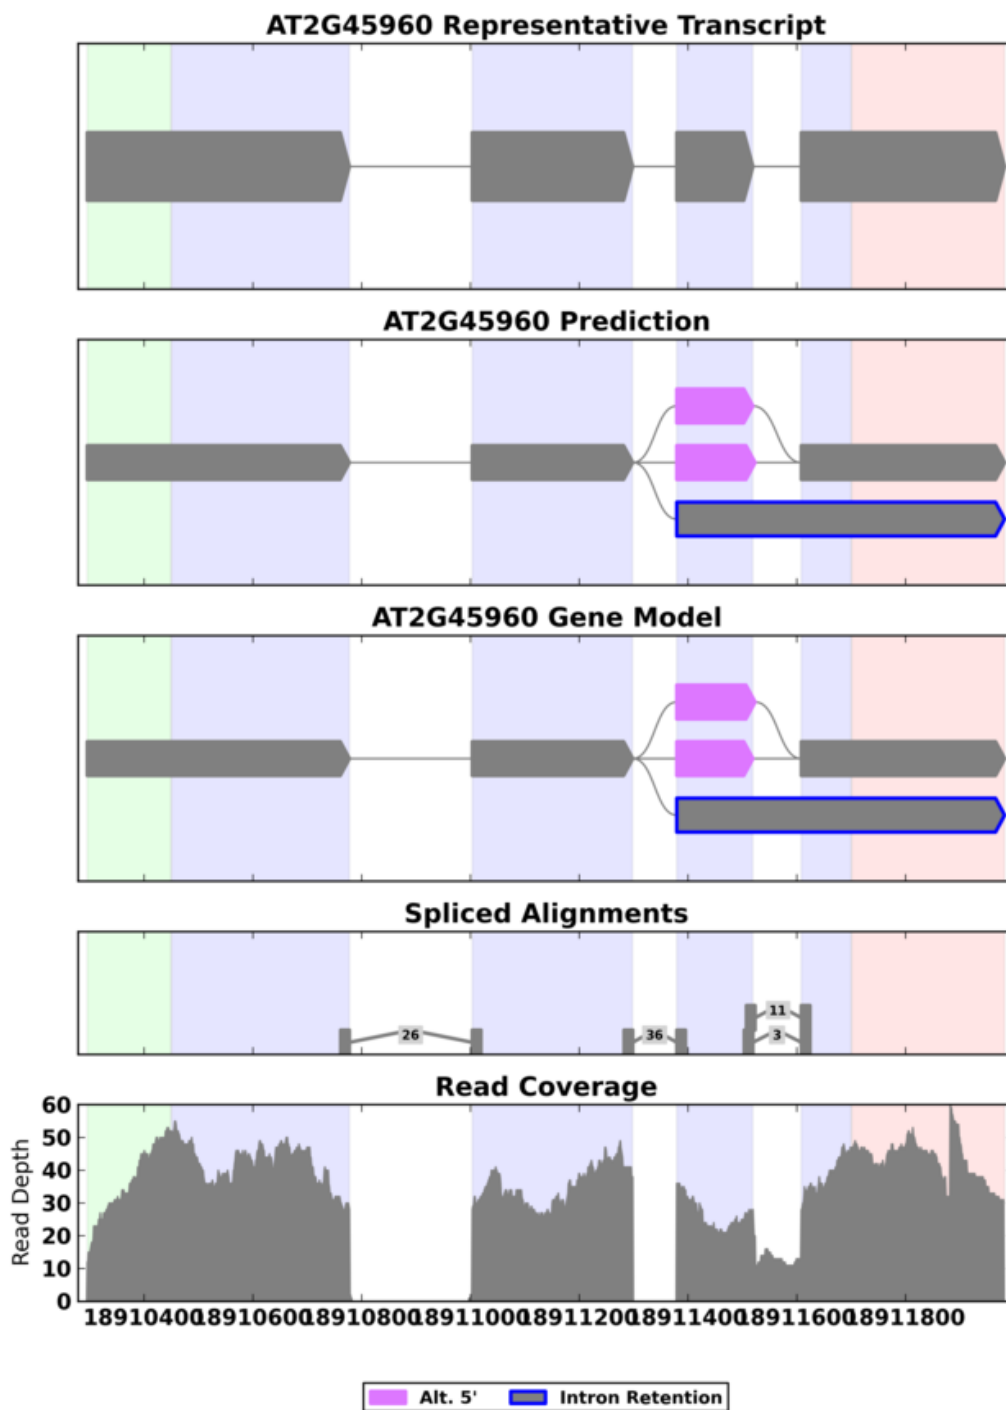 AT2G45960 Representative Transcript
AT2G45960 Prediction
AT2G45960 Gene Model
Spliced Alignments
26
36
11
3
Read Coverage
60
50
40
30
20
10
0
Read Depth
18910400 18910600 18910800 18911000 18911200 18911400 18911600 18911800
Alt. 5' Intron Retention